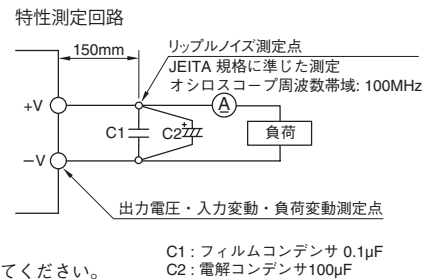 特性測定回路
150mm
リップルノイズ測定点
JEITA 規格に準じた測定
オシロスコープ周波数帯域: 100MHz
+V
A
C1
C2
+
負荷
−V
出力電圧・入力変動・負荷変動測定点
C1 : フィルムコンデンサ 0.1µF
てください。
C2 : 電解コンデンサ100µF